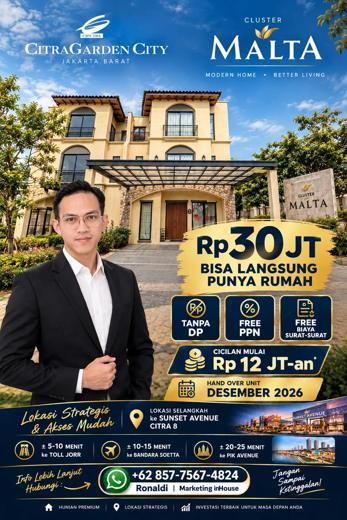 CITRAGARDEN CITY
JAKARTA BARAT
CLUSTER
MALTA
MODERN HOME • BETTER LIVING
CLUSTER
MALTA
Rp30JT
BISA LANGSUNG
PUNYA RUMAH
TANPA
DP
FREE
PPN
FREE
BIAYA
SURAT-SURAT
CICILAN MULAI
Rp 12 JT-an*
HAND OVER UNIT
DESEMBER 2026
Lokasi Strategis
& Akses Mudah
LOKASI SELANGKAH
ke SUNSET AVENUE
CITRA 8
± 5-10 MENIT
ke TOLL JORR
± 10-15 MENIT
ke BANDARA SOETTA
± 20-25 MENIT
ke PIK AVENUE
Info Lebih Lanjut
Hubungi :
+62 857-7567-4824
Ronaldi | Marketing inHouse
Jangan
Sampai
Ketinggalan!
HUNIAN PREMIUM | LOKASI STRATEGIS | INVESTASI TERBAIK UNTUK MASA DEPAN ANDA